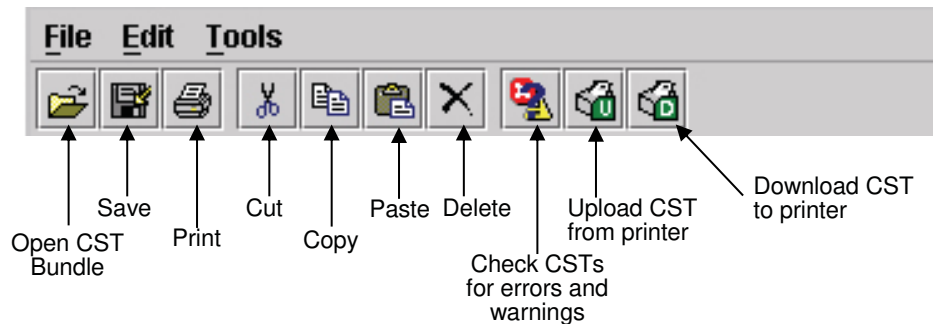 File Edit Tools
U D
Open CST
Bundle
Save
Print
Cut
Copy
Paste
Delete
Check CSTs
for errors and
warnings
Upload CST
from printer
Download CST
to printer